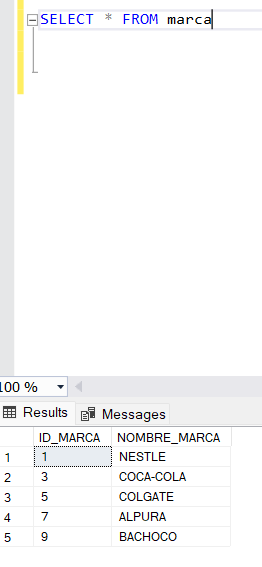 SELECT * FROM marca
100 %
Results Messages
ID_MARCA NOMBRE_MARCA
1 1 NESTLE
2 3 COCA-COLA
3 5 COLGATE
4 7 ALPURA
5 9 BACHOCO